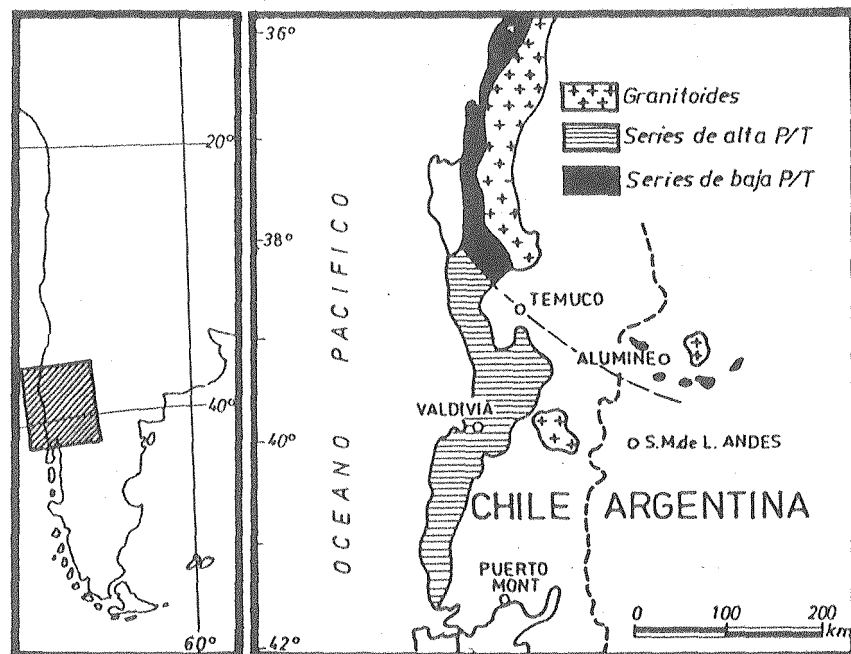 20°
40°
60°
36°
38°
40°
42°
OCEANO PACIFICO
Granitoides
Series de alta P/T
Series de baja P/T
TEMUCO
ALUMINE
VALDIVIA
S.M.de L. ANDES
CHILE
ARGENTINA
PUERTO
MONT
0 100 200
km